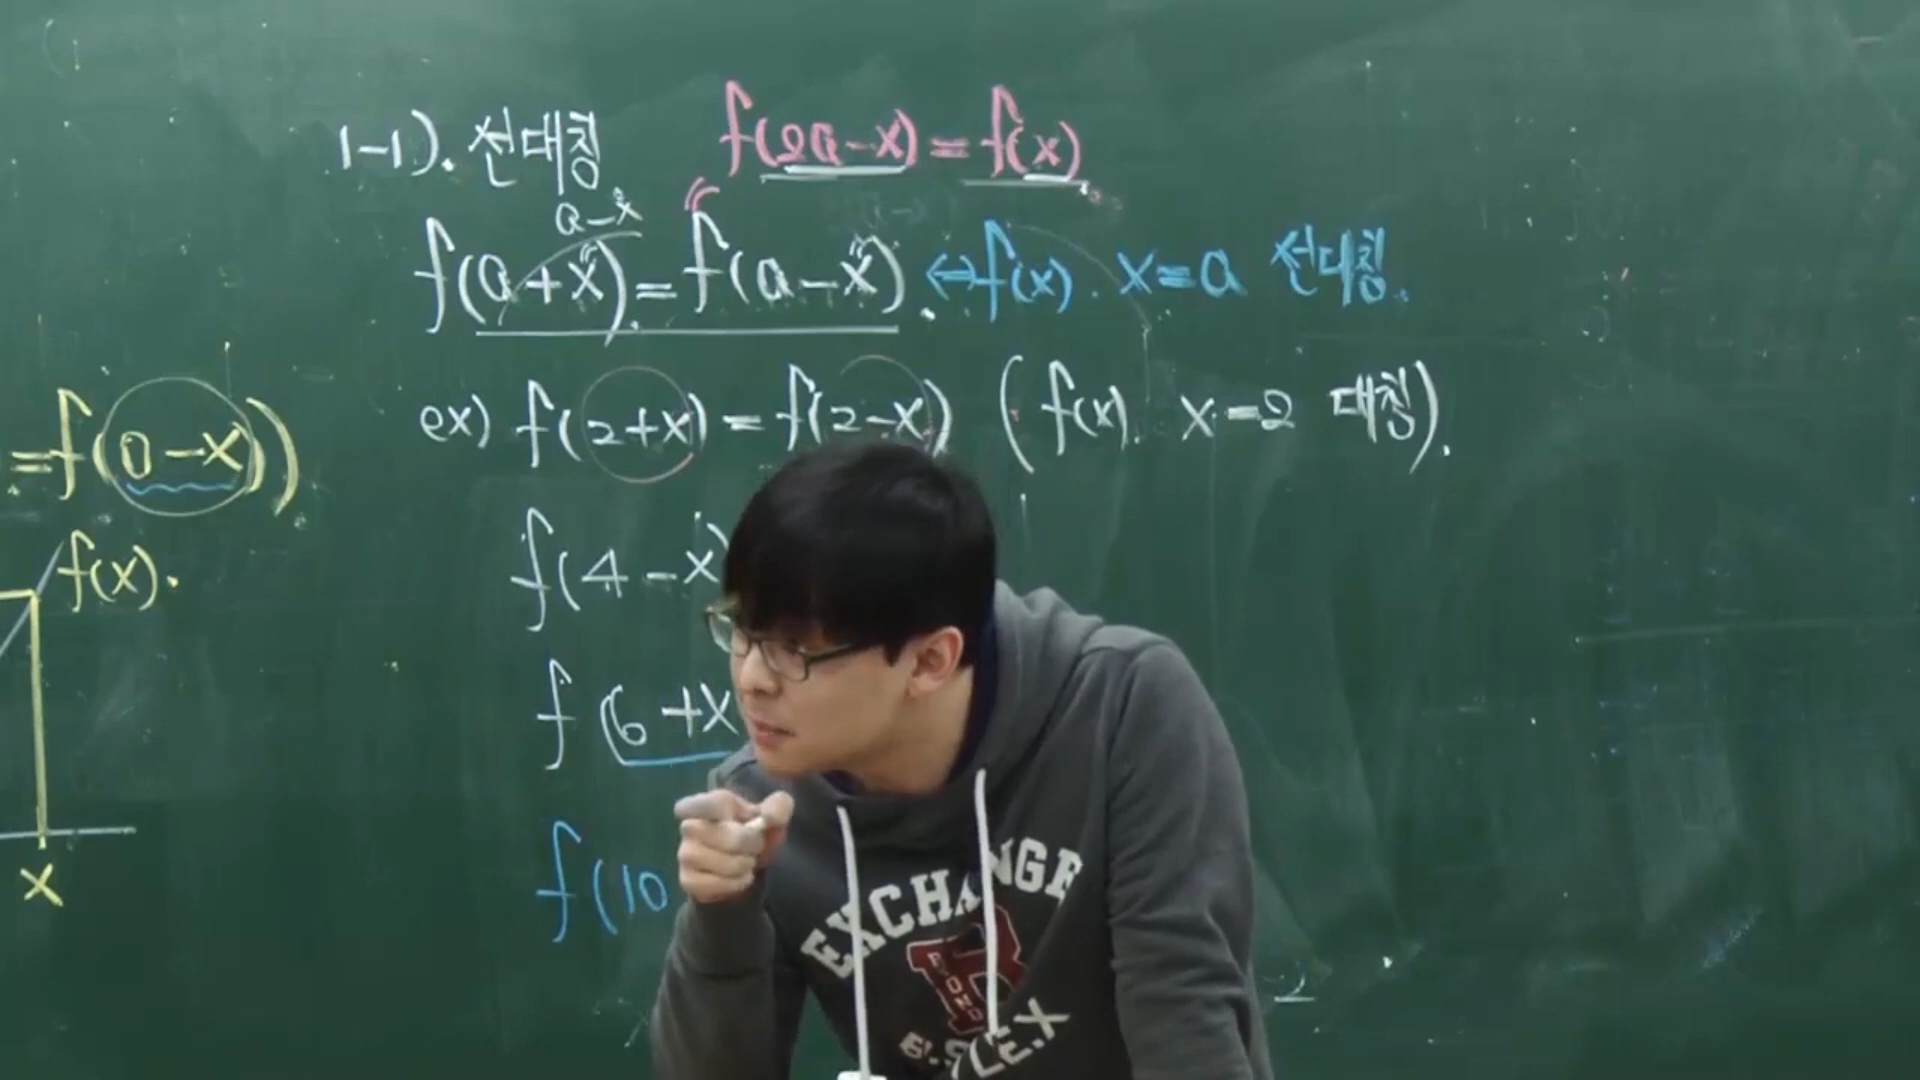 1-1). 선대칭
f(2a-x) = f(x)
a-x
f(a+x) = f(a-x). ↔ f(x). x=a 선대칭.
ex) f(2+x) = f(2-x) (f(x). x=2 대칭).
=f(0-x))
f(4-x)
f(x).
f(6+x
f(10
x
EXCHANGE
R